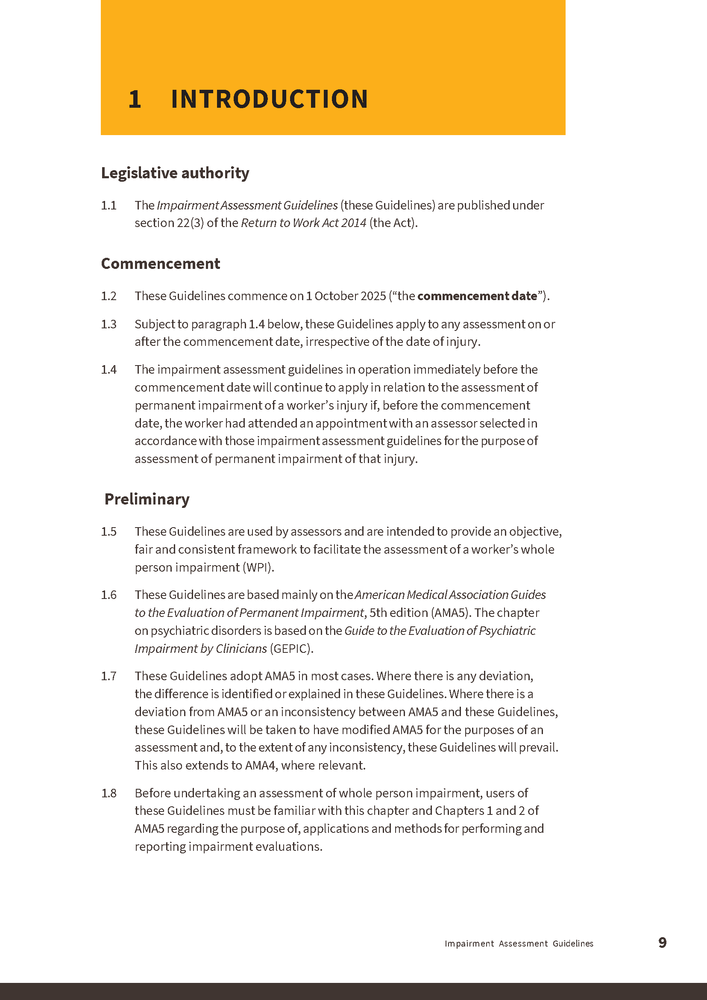 1 INTRODUCTION
Legislative authority
1.1 The Impairment Assessment Guidelines (these Guidelines) are published under
section 22(3) of the Return to Work Act 2014 (the Act).
Commencement
1.2 These Guidelines commence on 1 October 2025 (“the commencement date”).
1.3 Subject to paragraph 1.4 below, these Guidelines apply to any assessment on or
after the commencement date, irrespective of the date of injury.
1.4 The impairment assessment guidelines in operation immediately before the
commencement date will continue to apply in relation to the assessment of
permanent impairment of a worker’s injury if, before the commencement
date, the worker had attended an appointment with an assessor selected in
accordance with those impairment assessment guidelines for the purpose of
assessment of permanent impairment of that injury.
Preliminary
1.5 These Guidelines are used by assessors and are intended to provide an objective,
fair and consistent framework to facilitate the assessment of a worker’s whole
person impairment (WPI).
1.6 These Guidelines are based mainly on the American Medical Association Guides
to the Evaluation of Permanent Impairment, 5th edition (AMA5). The chapter
on psychiatric disorders is based on the Guide to the Evaluation of Psychiatric
Impairment by Clinicians (GEPIC).
1.7 These Guidelines adopt AMA5 in most cases. Where there is any deviation,
the difference is identified or explained in these Guidelines. Where there is a
deviation from AMA5 or an inconsistency between AMA5 and these Guidelines,
these Guidelines will be taken to have modified AMA5 for the purposes of an
assessment and, to the extent of any inconsistency, these Guidelines will prevail.
This also extends to AMA4, where relevant.
1.8 Before undertaking an assessment of whole person impairment, users of
these Guidelines must be familiar with this chapter and Chapters 1 and 2 of
AMA5 regarding the purpose of, applications and methods for performing and
reporting impairment evaluations.
Impairment Assessment Guidelines 9